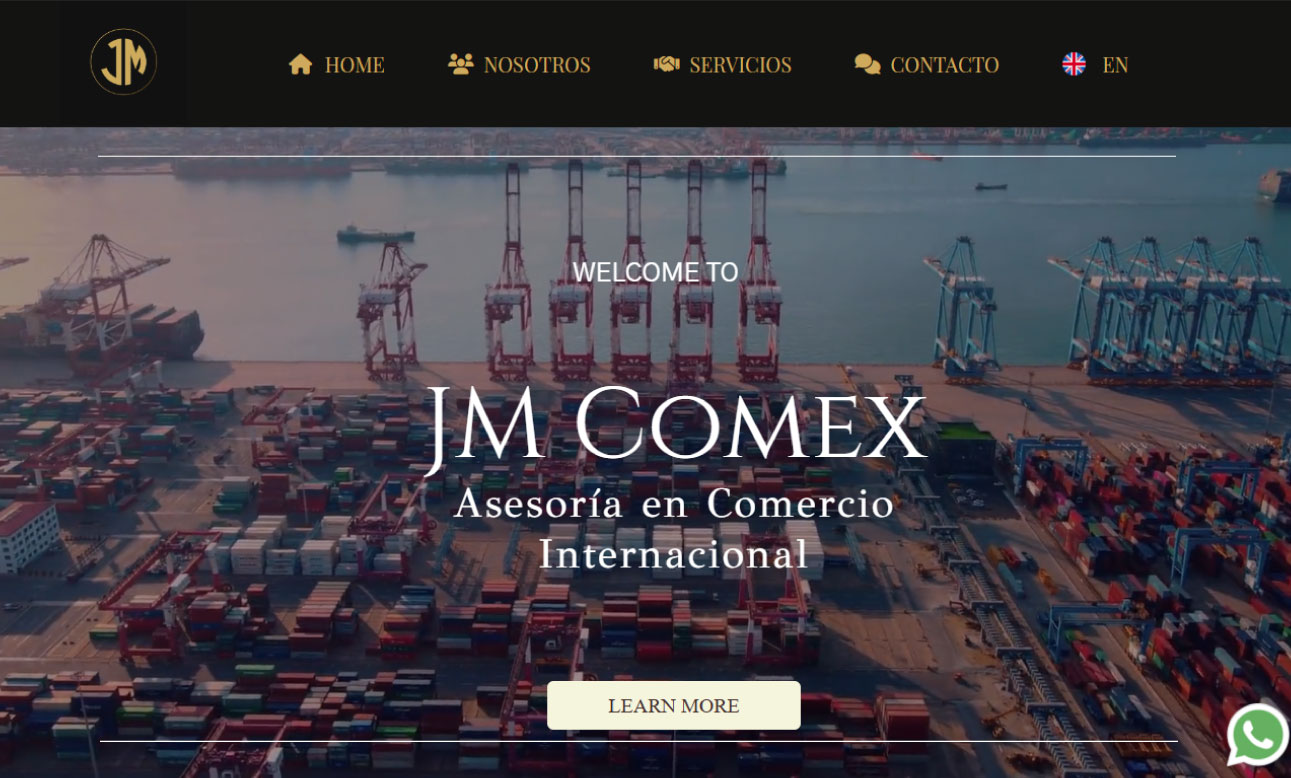 JM
HOME
NOSOTROS
SERVICIOS
CONTACTO
EN
WELCOME TO
JM COMEX
Asesoría en Comercio
Internacional
LEARN MORE